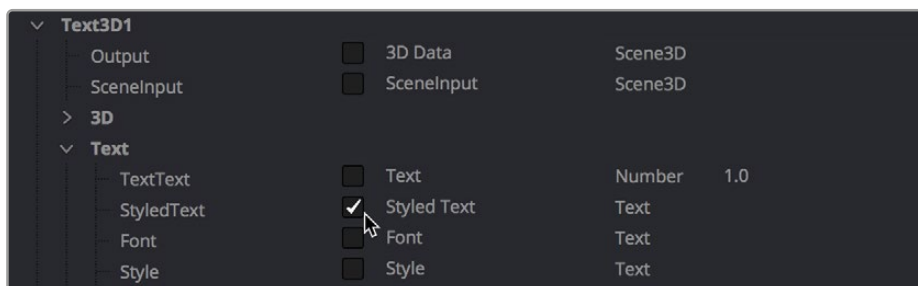 Text3D1
Output 3D Data Scene3D
SceneInput SceneInput Scene3D
3D
Text
TextText Text Number 1.0
StyledText Styled Text Text
Font Font Text
Style Style Text